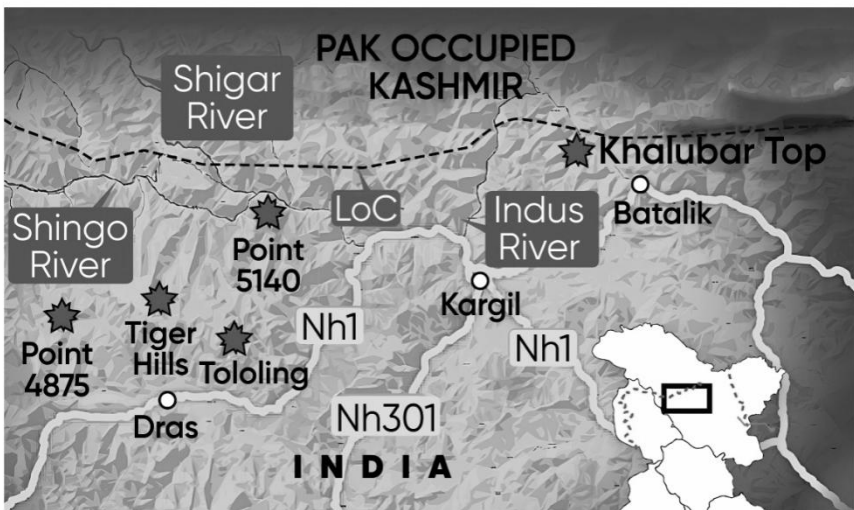 PAK OCCUPIED
KASHMIR
Shigar
River
Khalubar Top
LoC
Indus
River
Batalik
Shingo
River
Point
5140
Kargil
Tiger
Hills
Nh1
Point
4875
Tololing
Nh1
Dras
Nh301
INDIA